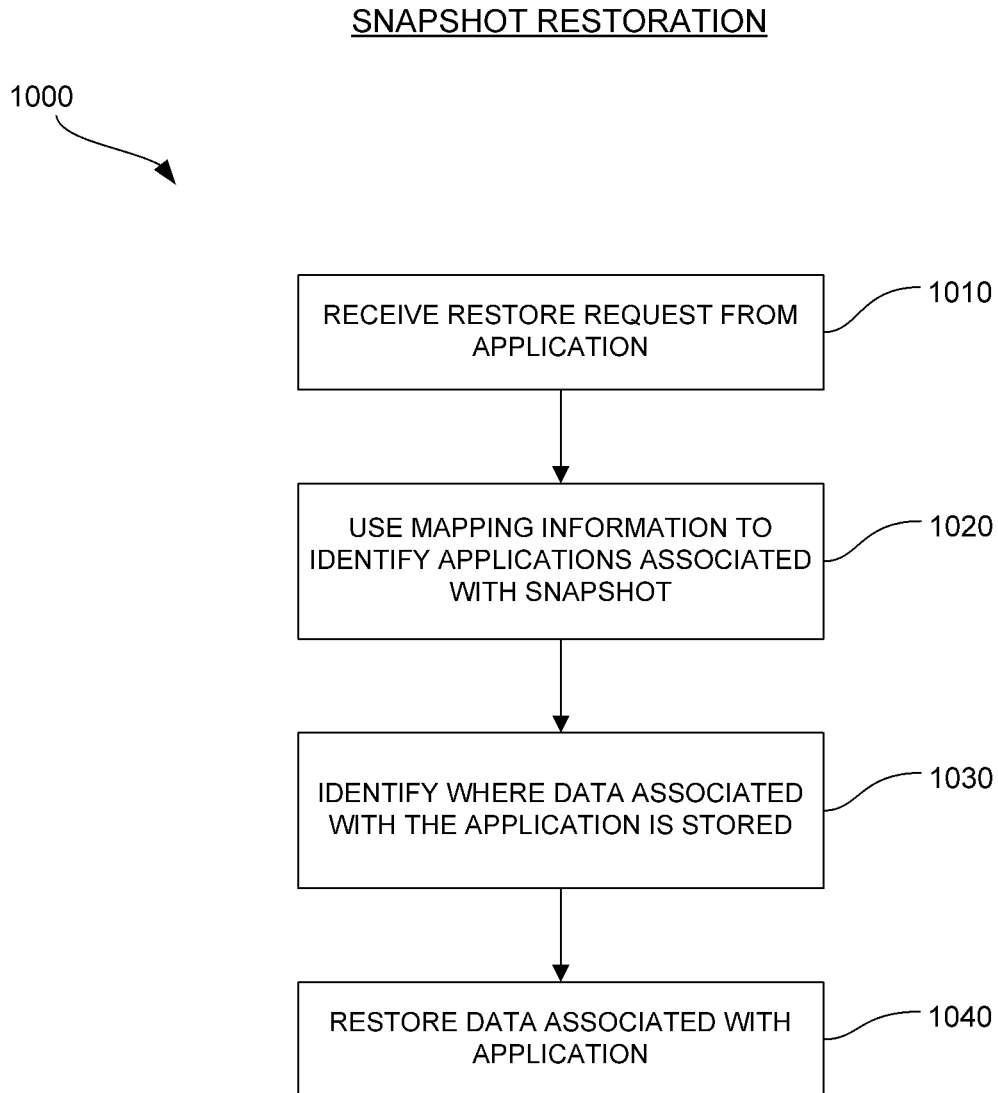 SNAPSHOT RESTORATION
1000
RECEIVE RESTORE REQUEST FROM
APPLICATION
1010
USE MAPPING INFORMATION TO
IDENTIFY APPLICATIONS ASSOCIATED
WITH SNAPSHOT
1020
IDENTIFY WHERE DATA ASSOCIATED
WITH THE APPLICATION IS STORED
1030
RESTORE DATA ASSOCIATED WITH
APPLICATION
1040